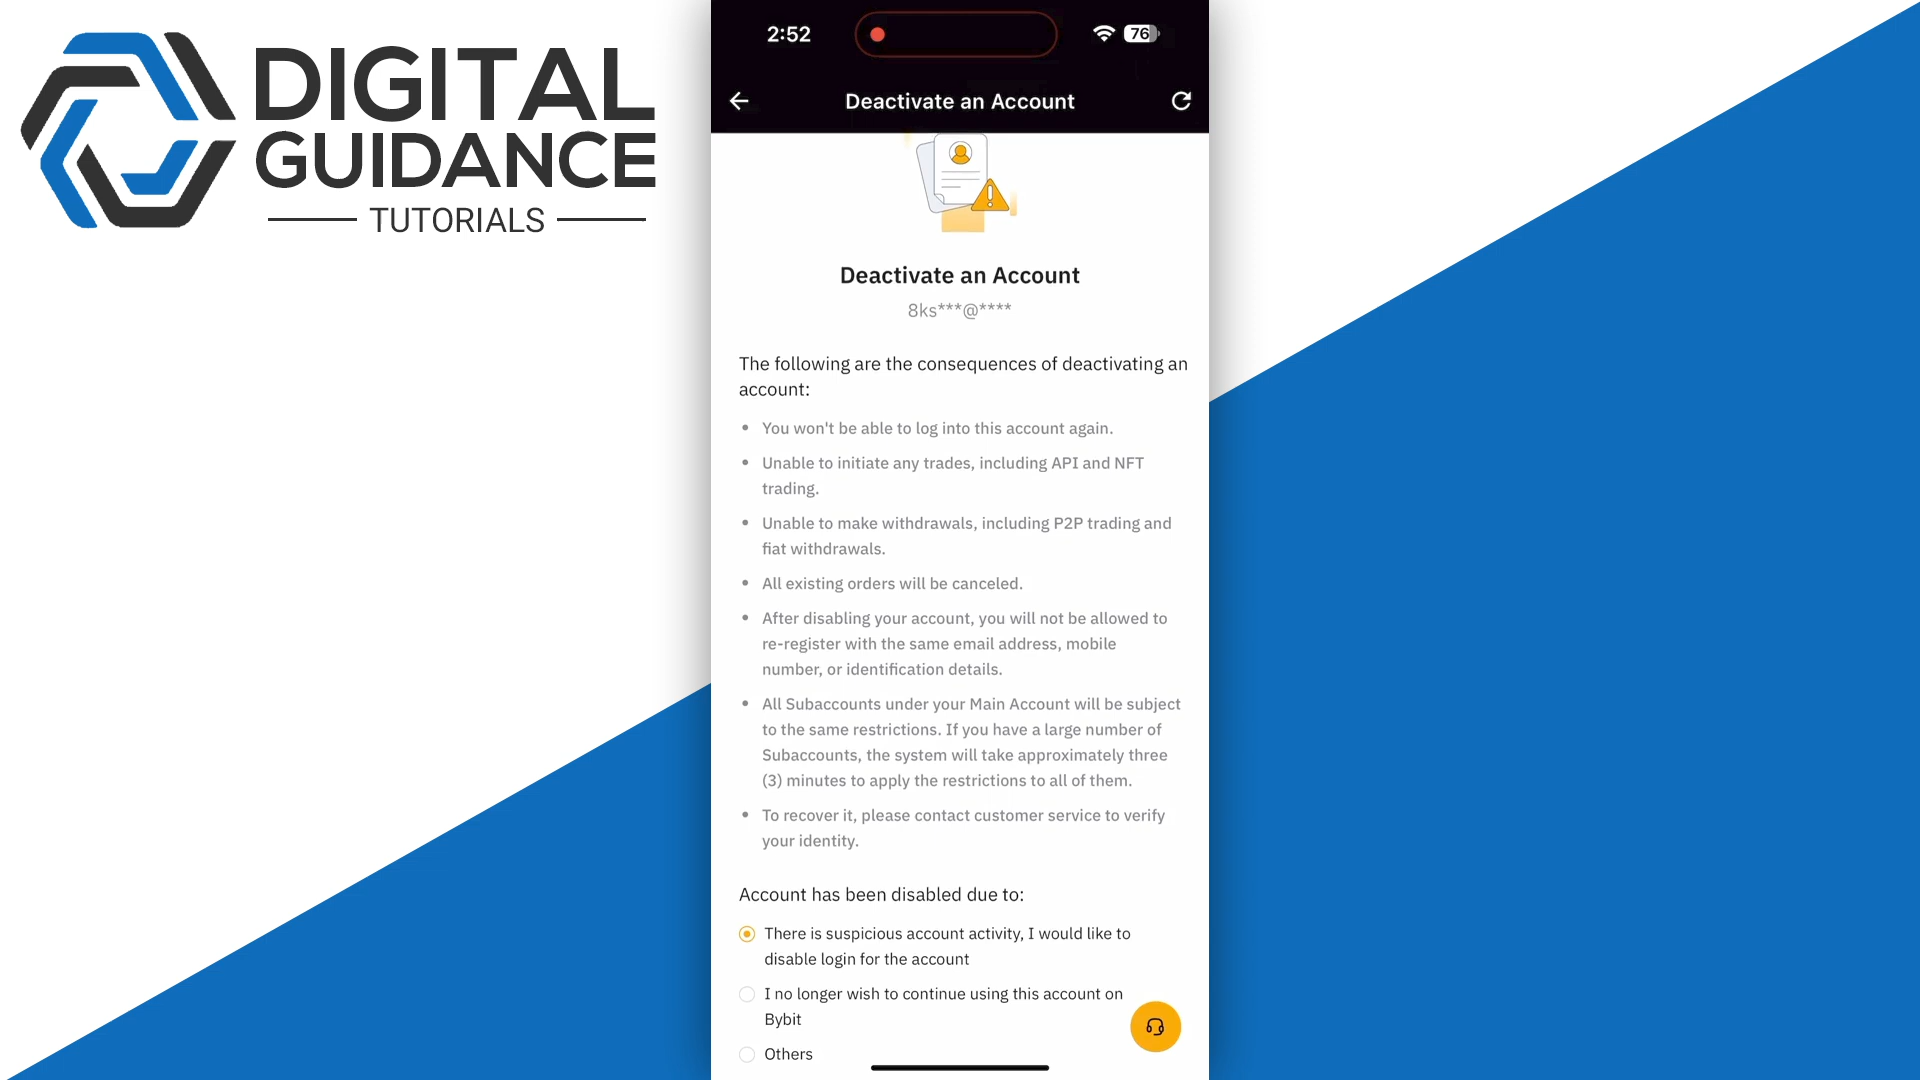 DIGITAL
GUIDANCE
TUTORIALS
2:52
76
Deactivate an Account
Deactivate an Account
8ks***@****
The following are the consequences of deactivating an
account:
• You won't be able to log into this account again.
• Unable to initiate any trades, including API and NFT
trading.
• Unable to make withdrawals, including P2P trading and
fiat withdrawals.
• All existing orders will be canceled.
• After disabling your account, you will not be allowed to
re-register with the same email address, mobile
number, or identification details.
• All Subaccounts under your Main Account will be subject
to the same restrictions. If you have a large number of
Subaccounts, the system will take approximately three
(3) minutes to apply the restrictions to all of them.
• To recover it, please contact customer service to verify
your identity.
Account has been disabled due to:
There is suspicious account activity, I would like to
disable login for the account
I no longer wish to continue using this account on
Bybit
Others